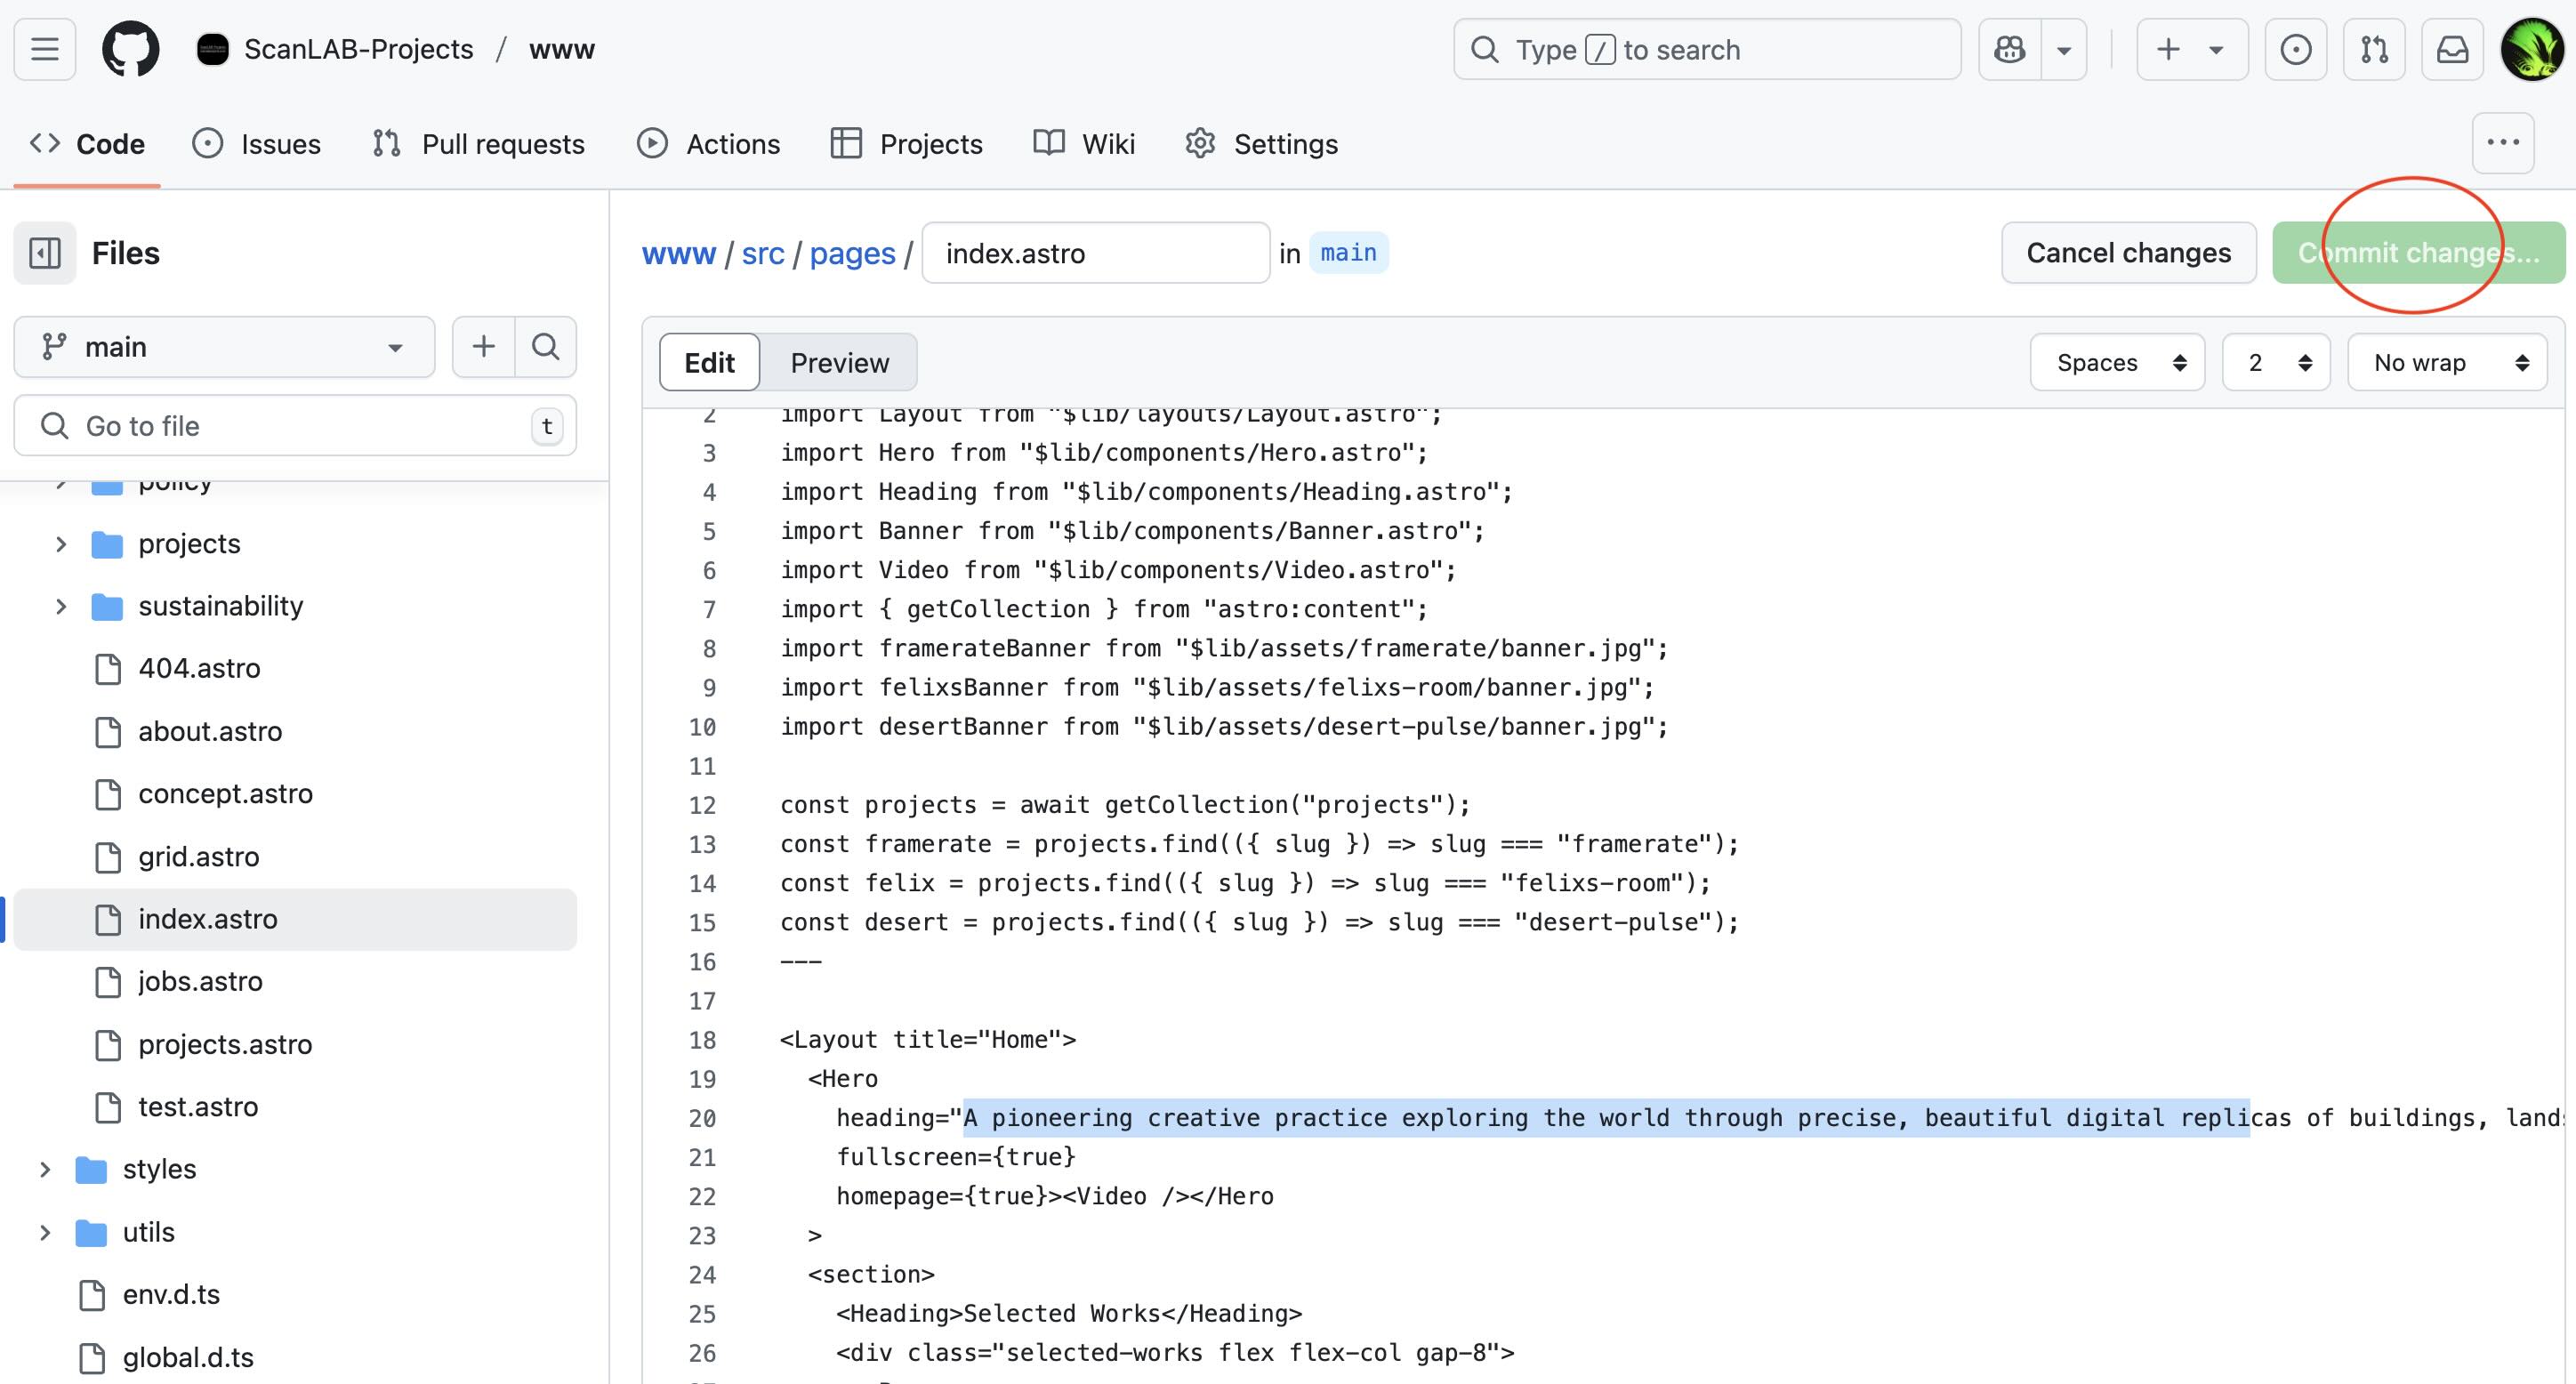 ScanLAB-Projects / www
Type / to search
Code Issues Pull requests Actions Projects Wiki Settings
Files
main
Go to file t
policy
projects
sustainability
404.astro
about.astro
concept.astro
grid.astro
index.astro
jobs.astro
projects.astro
test.astro
styles
utils
env.d.ts
global.d.ts
www / src / pages / index.astro in main
Cancel changes Commit changes...
Edit Preview Spaces 2 No wrap
2 import Layout from "$lib/layouts/Layout.astro";
3 import Hero from "$lib/components/Hero.astro";
4 import Heading from "$lib/components/Heading.astro";
5 import Banner from "$lib/components/Banner.astro";
6 import Video from "$lib/components/Video.astro";
7 import { getCollection } from "astro:content";
8 import framerateBanner from "$lib/assets/framerate/banner.jpg";
9 import felixsBanner from "$lib/assets/felixs-room/banner.jpg";
10 import desertBanner from "$lib/assets/desert-pulse/banner.jpg";
11
12 const projects = await getCollection("projects");
13 const framerate = projects.find(({ slug }) => slug === "framerate");
14 const felix = projects.find(({ slug }) => slug === "felixs-room");
15 const desert = projects.find(({ slug }) => slug === "desert-pulse");
16 ---
17
18 <Layout title="Home">
19 <Hero
20 heading="A pioneering creative practice exploring the world through precise, beautiful digital replicas of buildings,
21 fullscreen={true}
22 homepage={true}><Video /></Hero
23 >
24 <section>
25 <Heading>Selected Works</Heading>
26 <div class="selected-works flex flex-col gap-8">